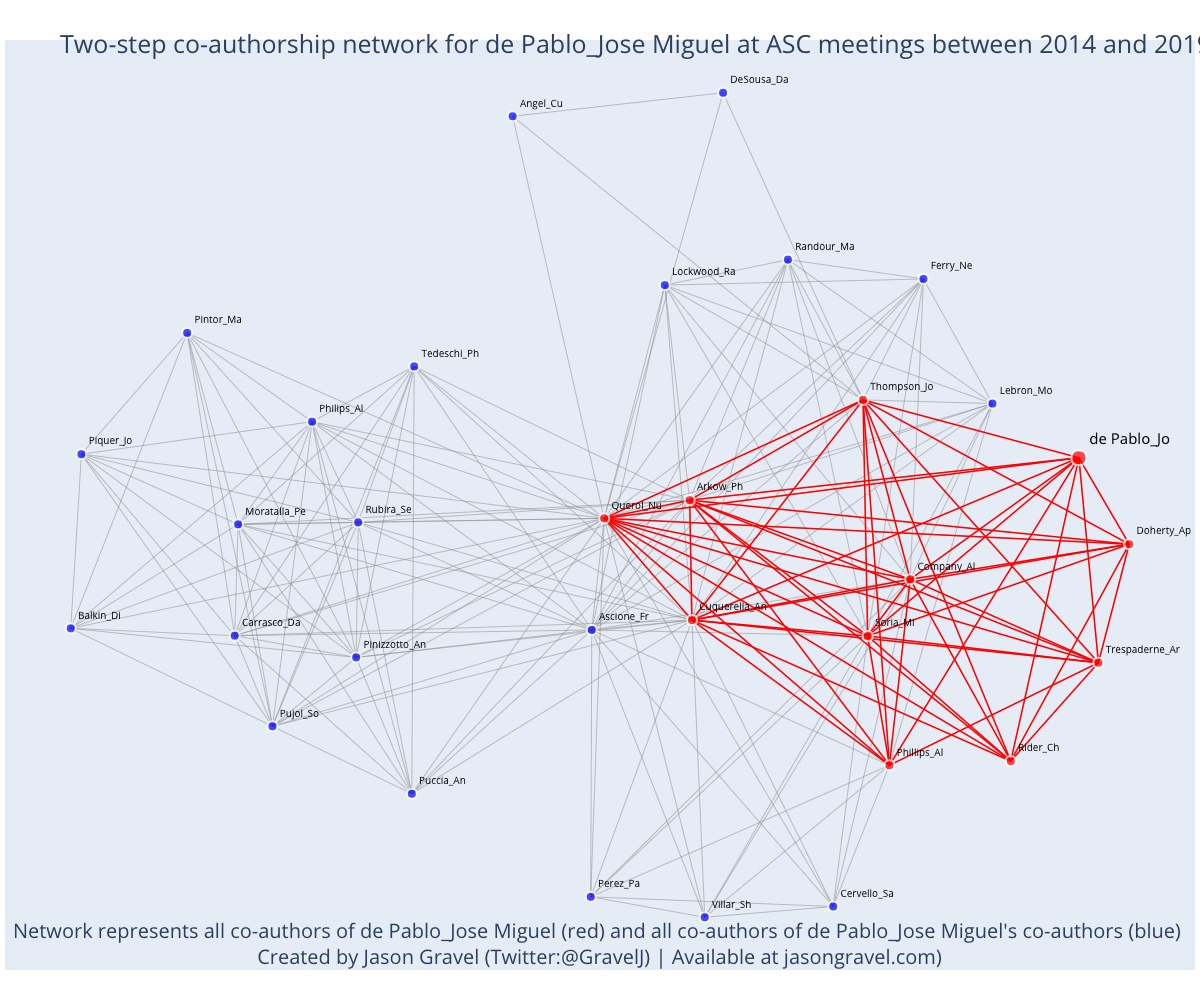 Two-step co-authorship network for de Pablo_Jose Miguel at ASC meetings between 2014 and 2019
DeSousa_Da
Angel_Cu
Randour_Ma
Ferry_Ne
Lockwood_Ra
Pintor_Ma
Tedeschi_Ph
Thompson_Jo
Lebron_Mo
Philips_Al
Piquer_Jo
de Pablo_Jo
Arkow_Ph
Querol_Nú
Moratalla_Pe
Rubíra_Se
Doherty_Ap
Company_Al
Cuquerella_An
Balkin_Di
Carrasco_Da
Ascione_Fr
Soria_Mi
Pinizzotto_An
Trespaderne_Ar
Pujol_So
Phillips_Al
Rider_Ch
Puccia_An
Perez_Pa
Villar_Sh
Cervello_Sa
Network represents all co-authors of de Pablo_Jose Miguel (red) and all co-authors of de Pablo_Jose Miguel's co-authors (blue)
Created by Jason Gravel (Twitter:@GravelJ) | Available at jasongravel.com)